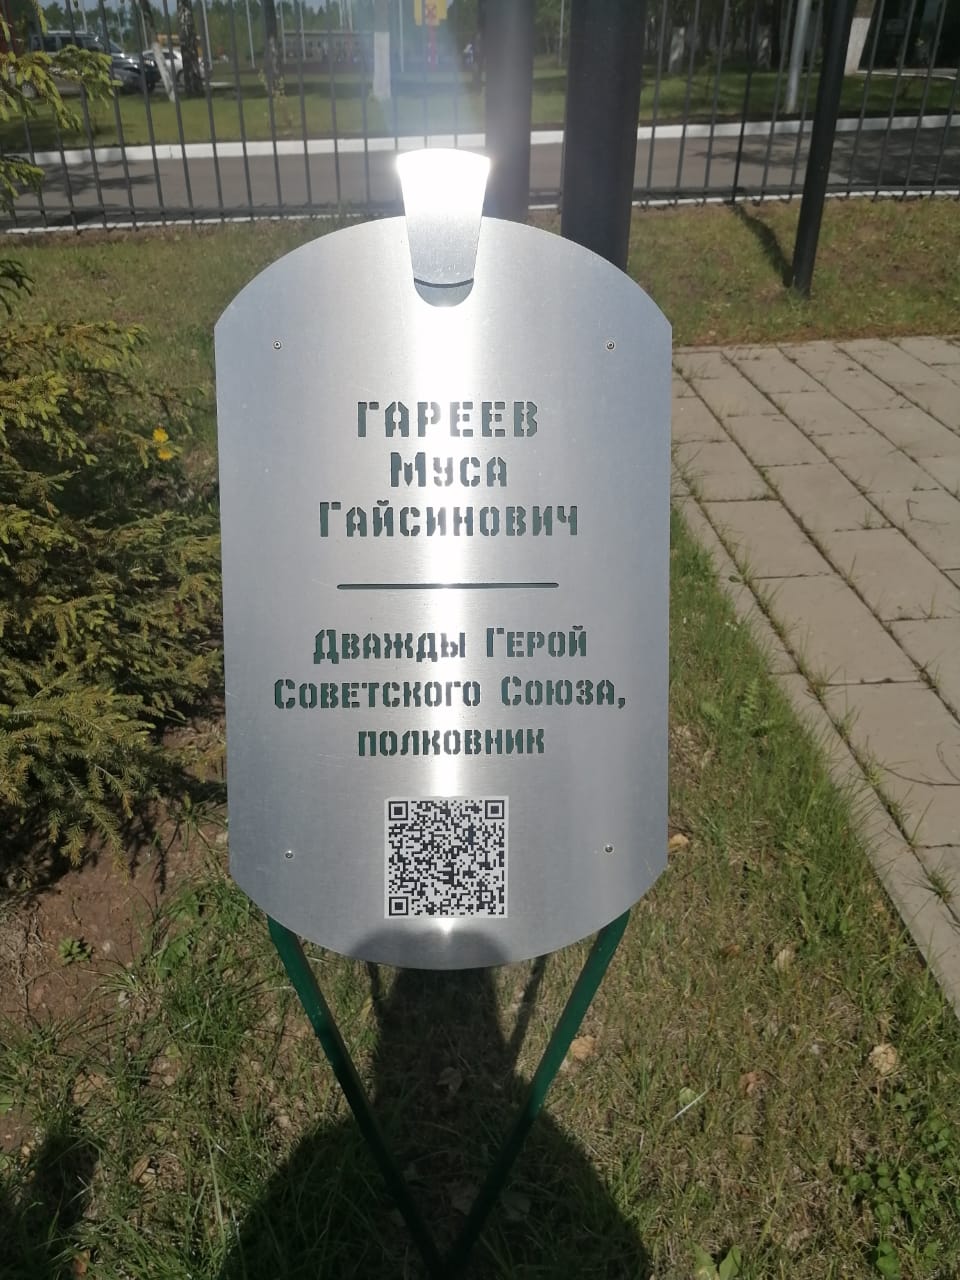 ГАРЕЕВ
МУСА
ГАЙСИНОВИЧ
ДВАЖДЫ ГЕРОЙ
СОВЕТСКОГО СОЮЗА,
ПОЛКОВНИК